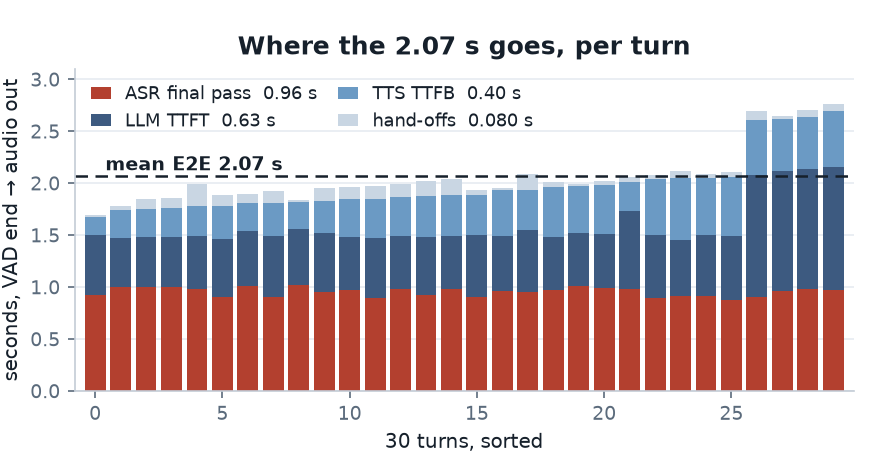 Where the 2.07 s goes, per turn
seconds, VAD end → audio out
3.0
2.5
2.0
1.5
1.0
0.5
0.0
ASR final pass 0.96 s
LLM TTFT 0.63 s
TTS TTFB 0.40 s
hand-offs 0.080 s
mean E2E 2.07 s
0 5 10 15 20 25
30 turns, sorted